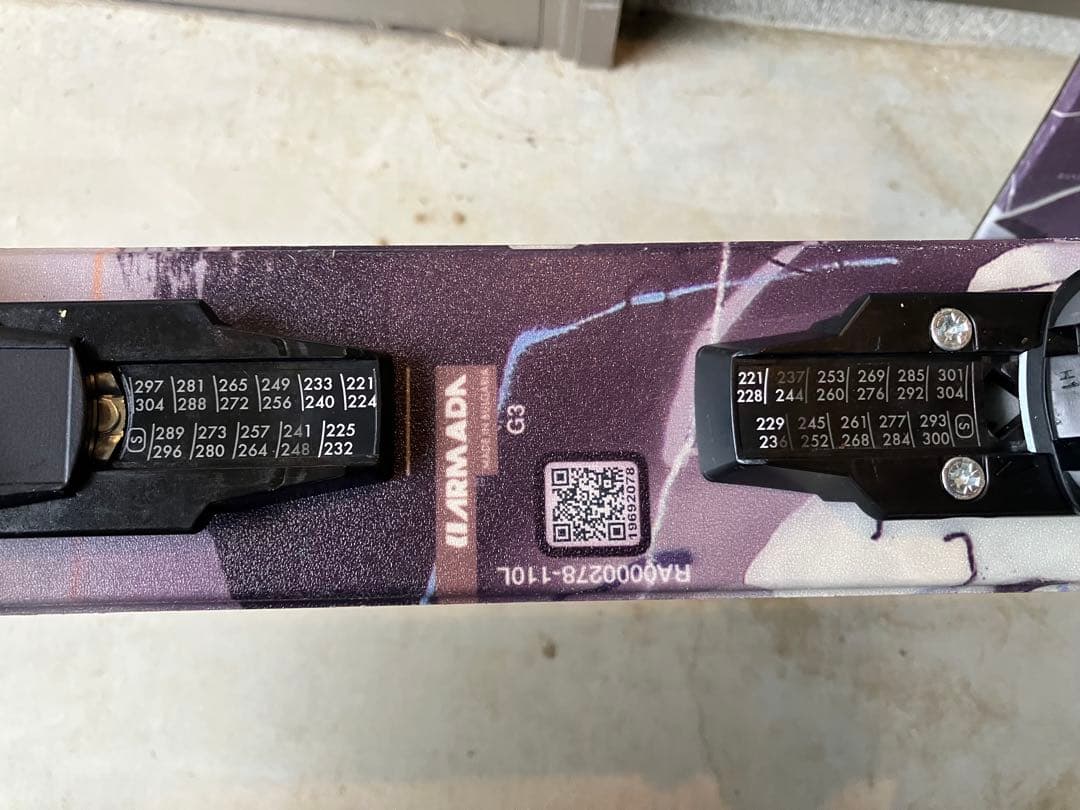 297 |281 |265 |249 |233 |221
304 |288 |272 |256 |240 |224
S |289 |273 |257 |241 |225
296 |280 |264 |248 |232
ARMADA
G3
19692078
RA0000278-110L
221| 237| 253| 269| 285| 301|
228| 244| 260| 276| 292| 304|
229 245| 261| 277| 293| S
236 252| 268| 284| 300|